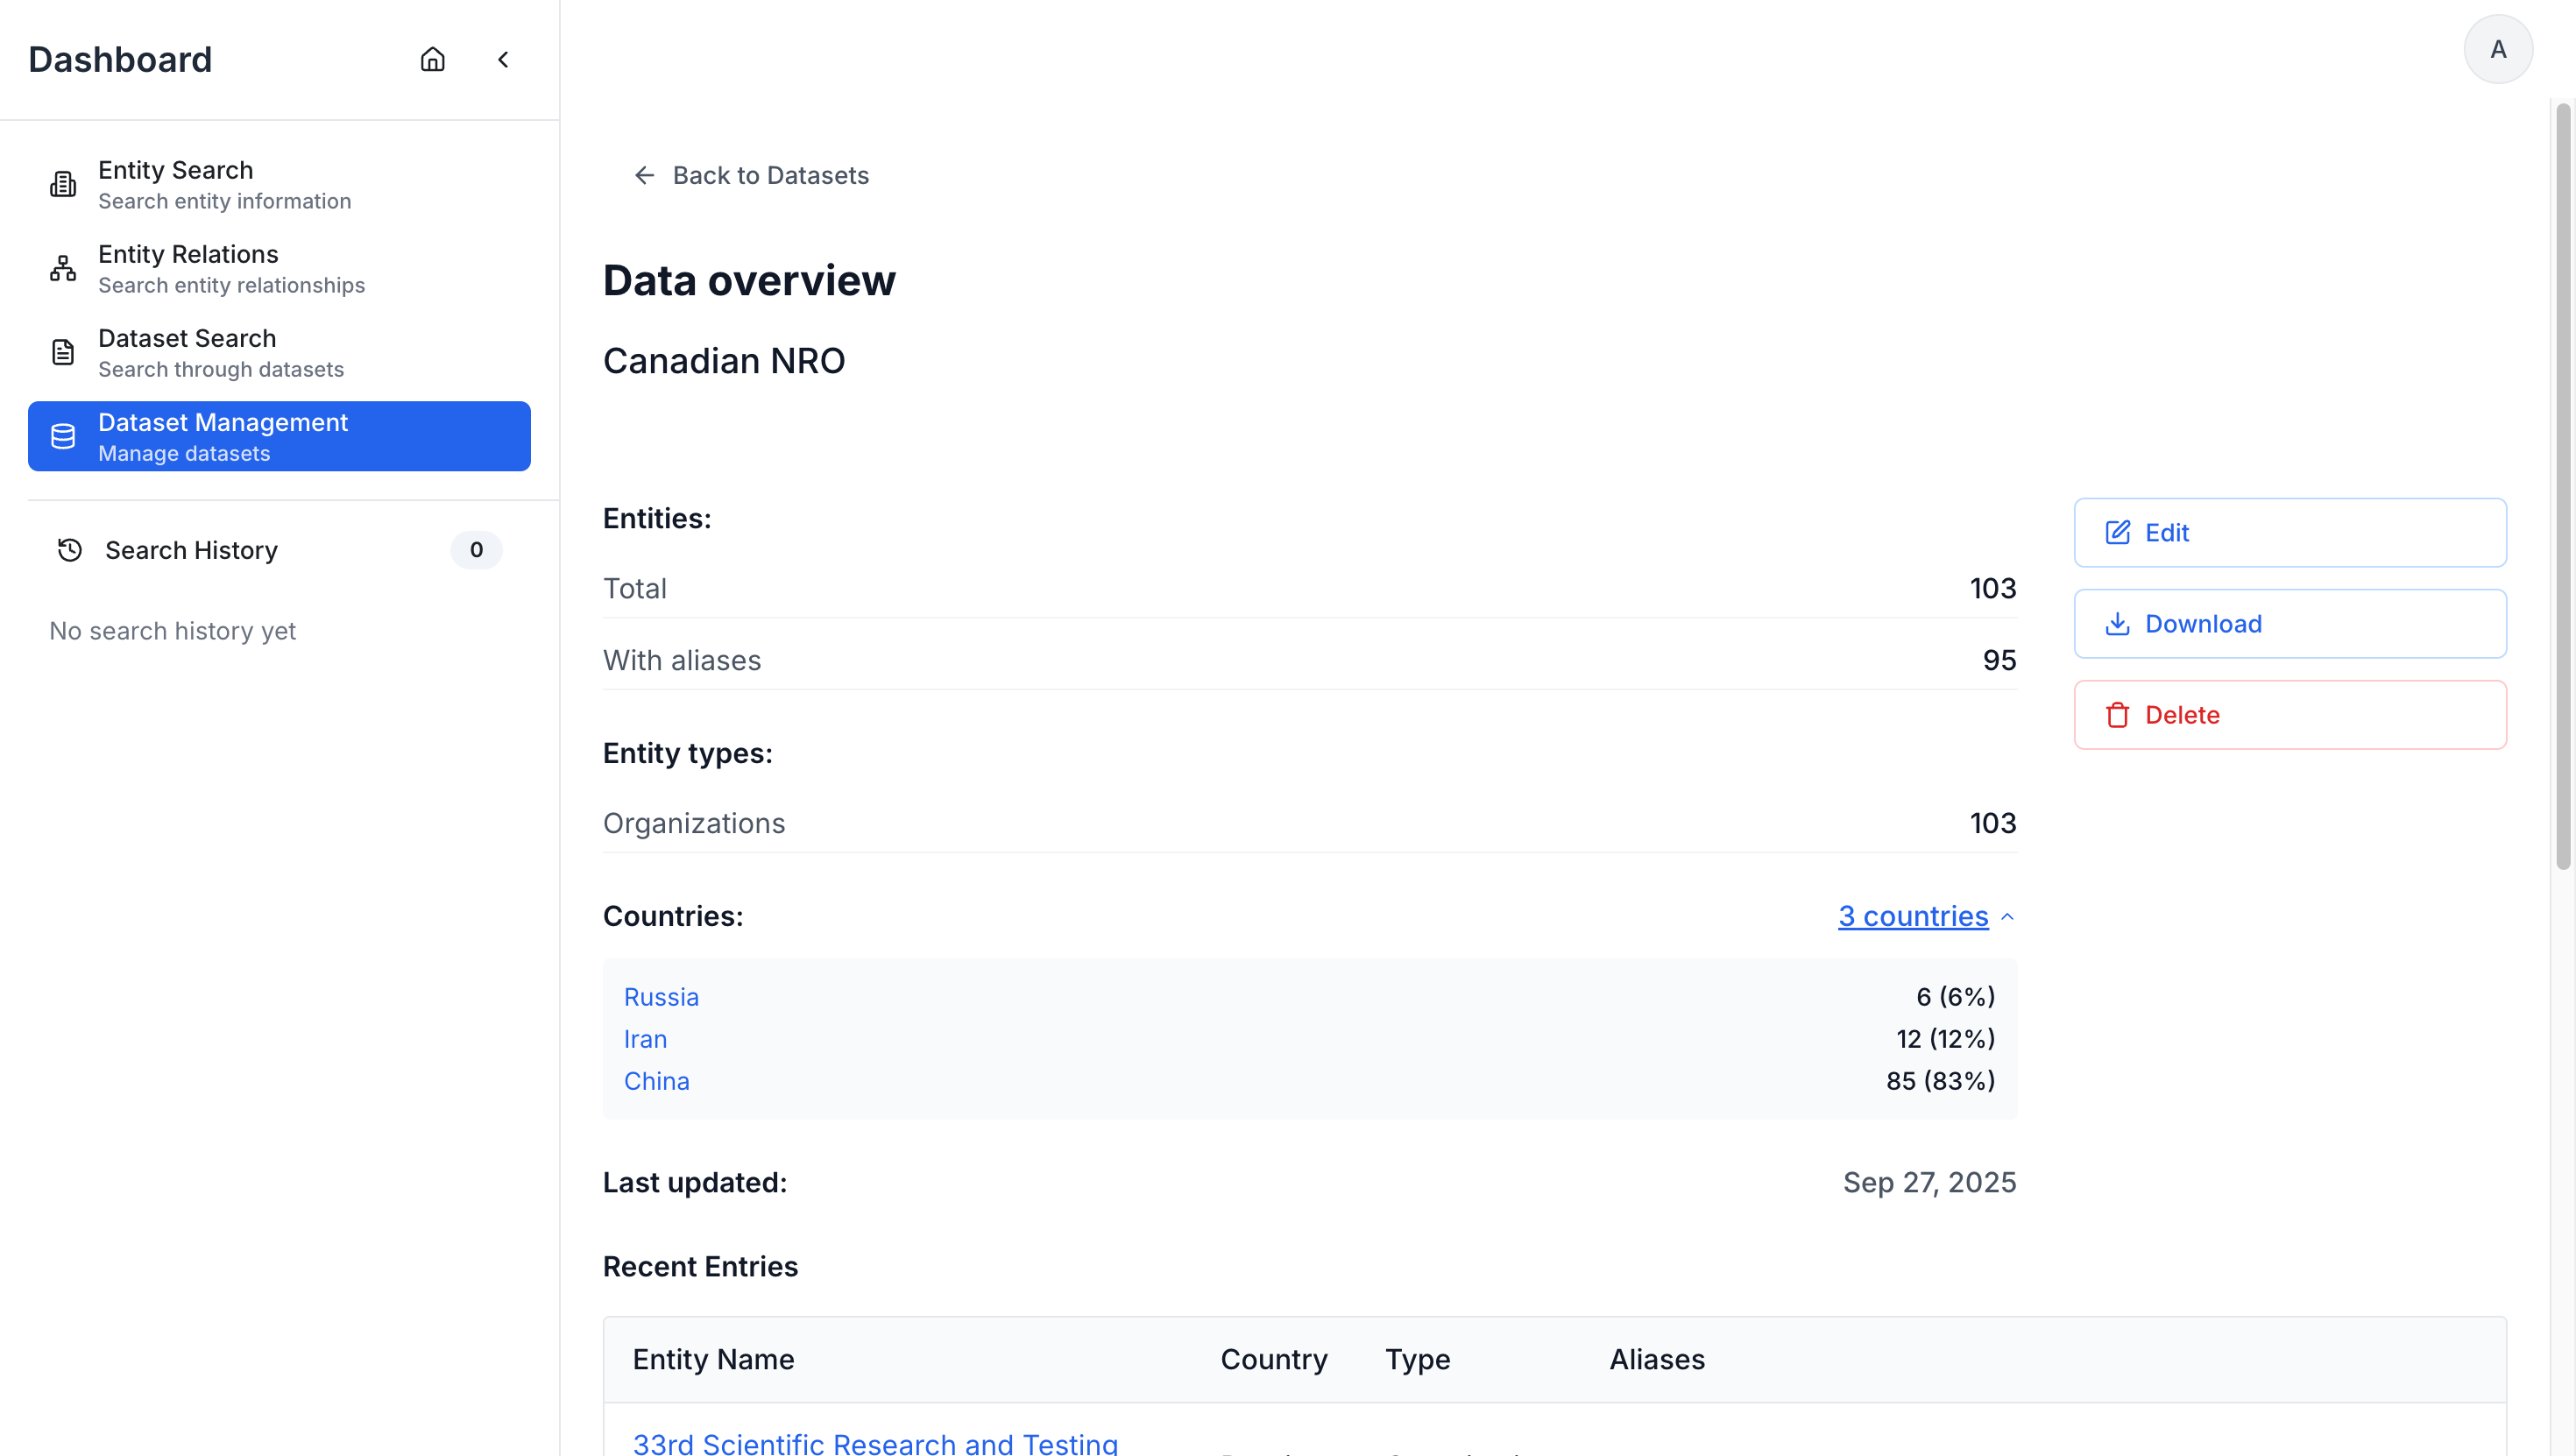 Dashboard
A
Entity Search
Search entity information
Entity Relations
Search entity relationships
Dataset Search
Search through datasets
Dataset Management
Manage datasets
Search History 0
No search history yet
Back to Datasets
Data overview
Canadian NRO
Entities:
Total 103
With aliases 95
Entity types:
Organizations 103
Countries: 3 countries
Russia 6 (6%)
Iran 12 (12%)
China 85 (83%)
Last updated: Sep 27, 2025
Recent Entries
Entity Name Country Type Aliases
33rd Scientific Research and Testing
Edit
Download
Delete